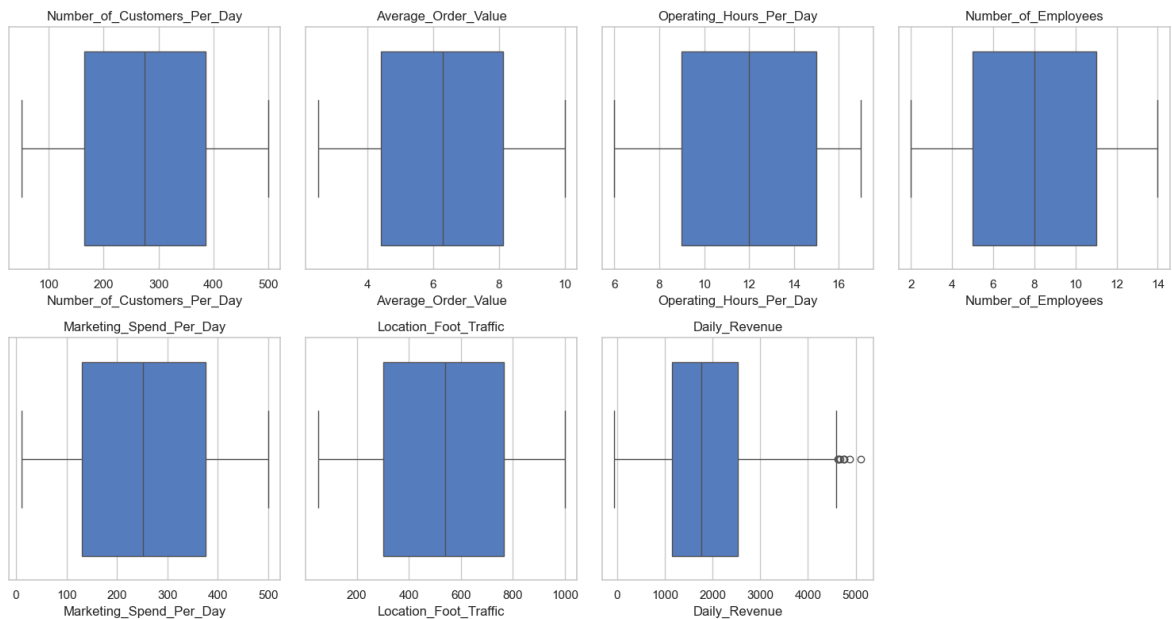 Number_of_Customers_Per_Day
Average_Order_Value
Operating_Hours_Per_Day
Number_of_Employees
100 200 300 400 500
4 6 8 10
6 8 10 12 14 16
2 4 6 8 10 12 14
Number_of_Customers_Per_Day
Average_Order_Value
Operating_Hours_Per_Day
Number_of_Employees
Marketing_Spend_Per_Day
Location_Foot_Traffic
Daily_Revenue
0 100 200 300 400 500
200 400 600 800 1000
0 1000 2000 3000 4000 5000
Marketing_Spend_Per_Day
Location_Foot_Traffic
Daily_Revenue